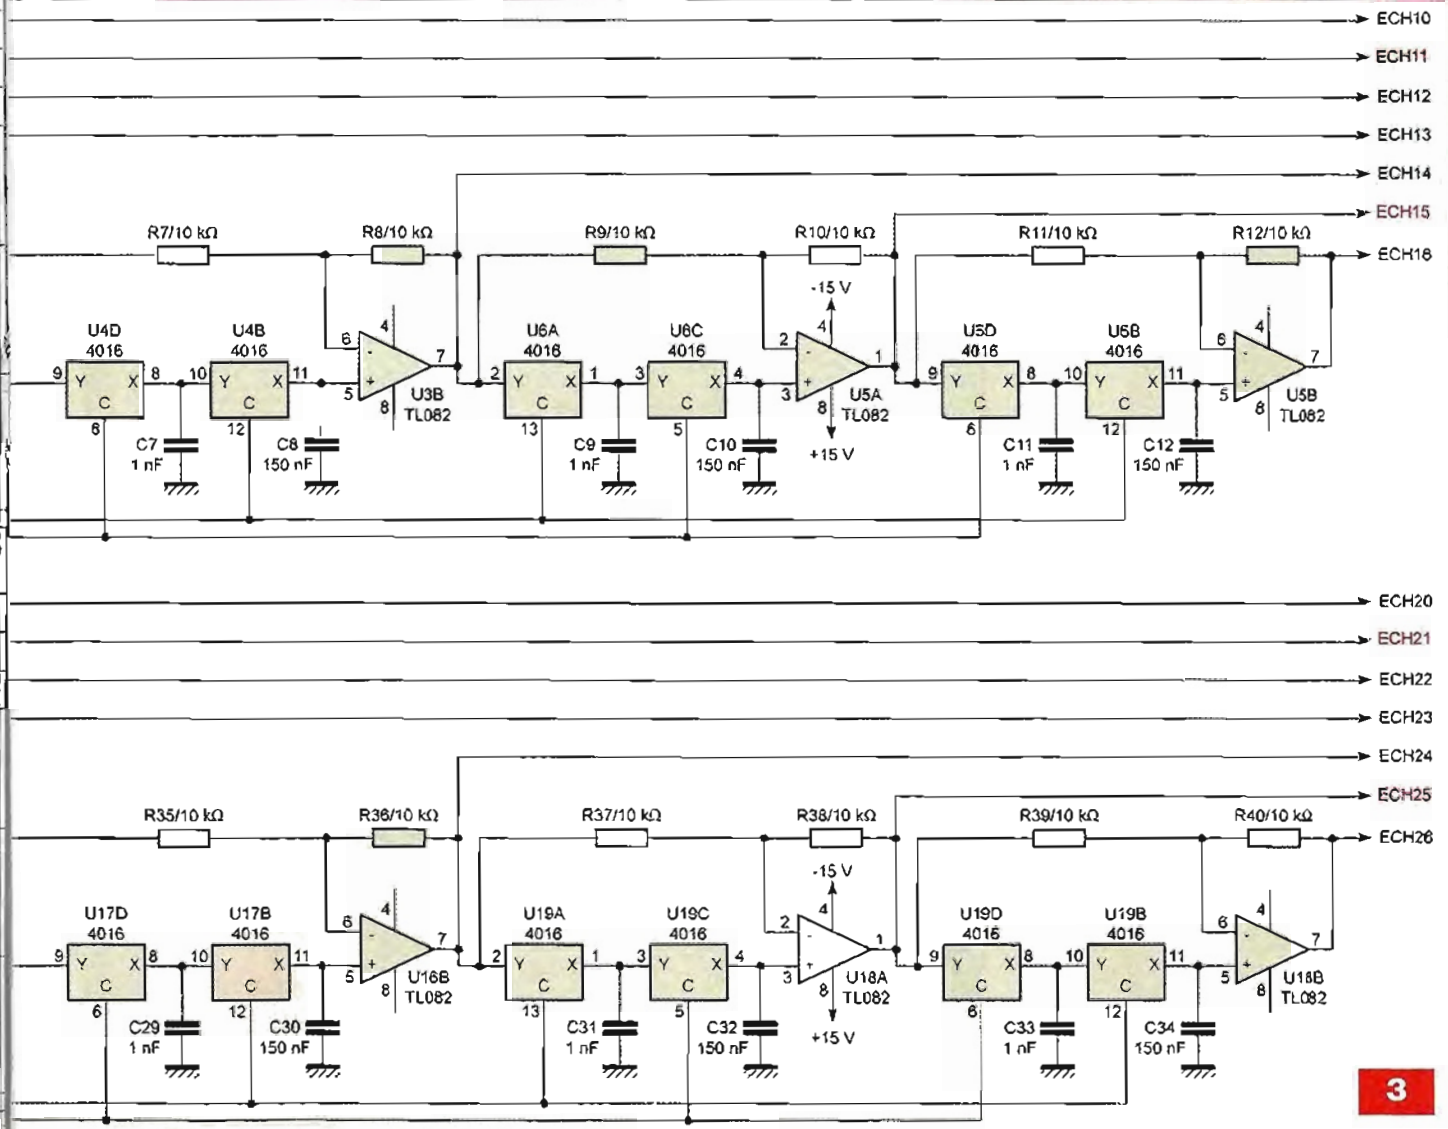 ECH10
ECH11
ECH12
ECH13
ECH14
ECH15
R7/10 kΩ R8/10 kΩ R9/10 kΩ R10/10 kΩ R11/10 kΩ R12/10 kΩ
ECH16
-15 V
U4D U4B 4 U6A U6C 4 U5D U5B 4
4016 4016 6 4016 4016 2 4016 4016 6
9 Y X 8 10 Y X 11 - + 7 2 Y X 1 3 Y X 4 - + 1 9 Y X 8 10 Y X 11 - + 7
C C 5 U3B C C 3 U5A C C 5 U5B
8 TL082 8 TL082 8 TL082
6 12 13 5 6 12
C7 C8 C9 C10 +15 V C11 C12
1 nF 150 nF 1 nF 150 nF 1 nF 150 nF
ECH20
ECH21
ECH22
ECH23
ECH24
ECH25
R35/10 kΩ R36/10 kΩ R37/10 kΩ R38/10 kΩ R39/10 kΩ R40/10 kΩ
ECH26
-15 V
U17D U17B 4 U19A U19C 4 U19D U19B 4
4016 4016 6 4016 4016 2 4016 4016 6
9 Y X 8 10 Y X 11 - + 7 2 Y X 1 3 Y X 4 - + 1 9 Y X 8 10 Y X 11 - + 7
C C 5 U16B C C 3 U18A C C 5 U18B
8 TL082 8 TL082 8 TL082
6 12 13 5 6 12
C29 C30 C31 C32 +15 V C33 C34
1 nF 150 nF 1 nF 150 nF 1 nF 150 nF
3